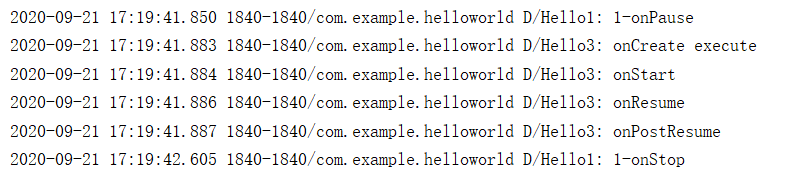 2020-09-21 17:19:41.850 1840-1840/com.example.helloworld D/Hello1: 1-onPause
2020-09-21 17:19:41.883 1840-1840/com.example.helloworld D/Hello3: onCreate execute
2020-09-21 17:19:41.884 1840-1840/com.example.helloworld D/Hello3: onStart
2020-09-21 17:19:41.886 1840-1840/com.example.helloworld D/Hello3: onResume
2020-09-21 17:19:41.887 1840-1840/com.example.helloworld D/Hello3: onPostResume
2020-09-21 17:19:42.605 1840-1840/com.example.helloworld D/Hello1: 1-onStop